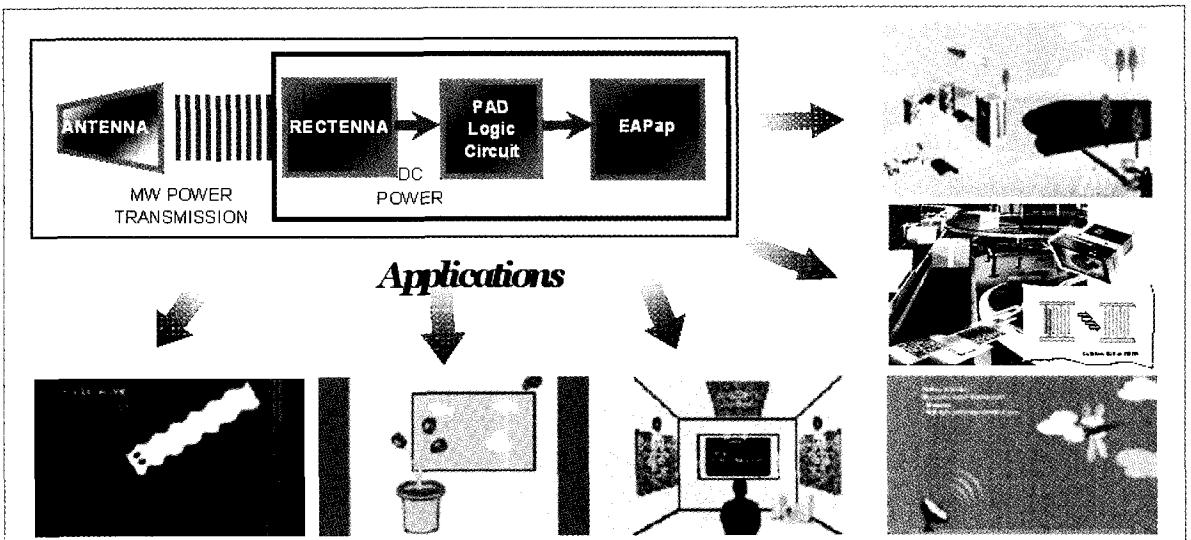 ANTENNA
RECTENNA
PAD
Logic
Circuit
EAPap
DC
POWER
MW POWER
TRANSMISSION
Applications